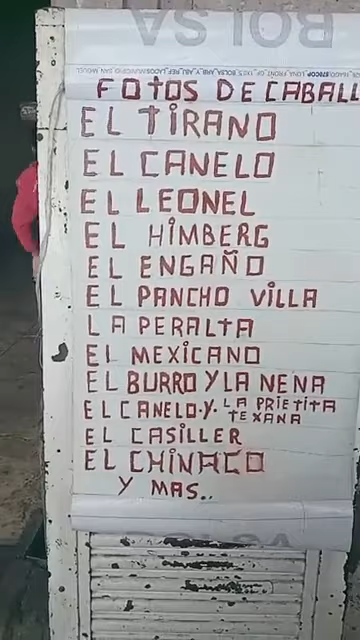 BOLSA
FOTOS DE CABALL
EL TIRANO
EL CANELO
EL LEONEL
EL HIMBERG
EL ENGAÑO
EL PANCHO VILLA
LA PERALTA
EL MEXICANO
EL BURRO Y LA NENA
EL CANELO.Y. LA PRIETITA
TEXANA
EL CASILLER
EL CHINACO
Y MAS..